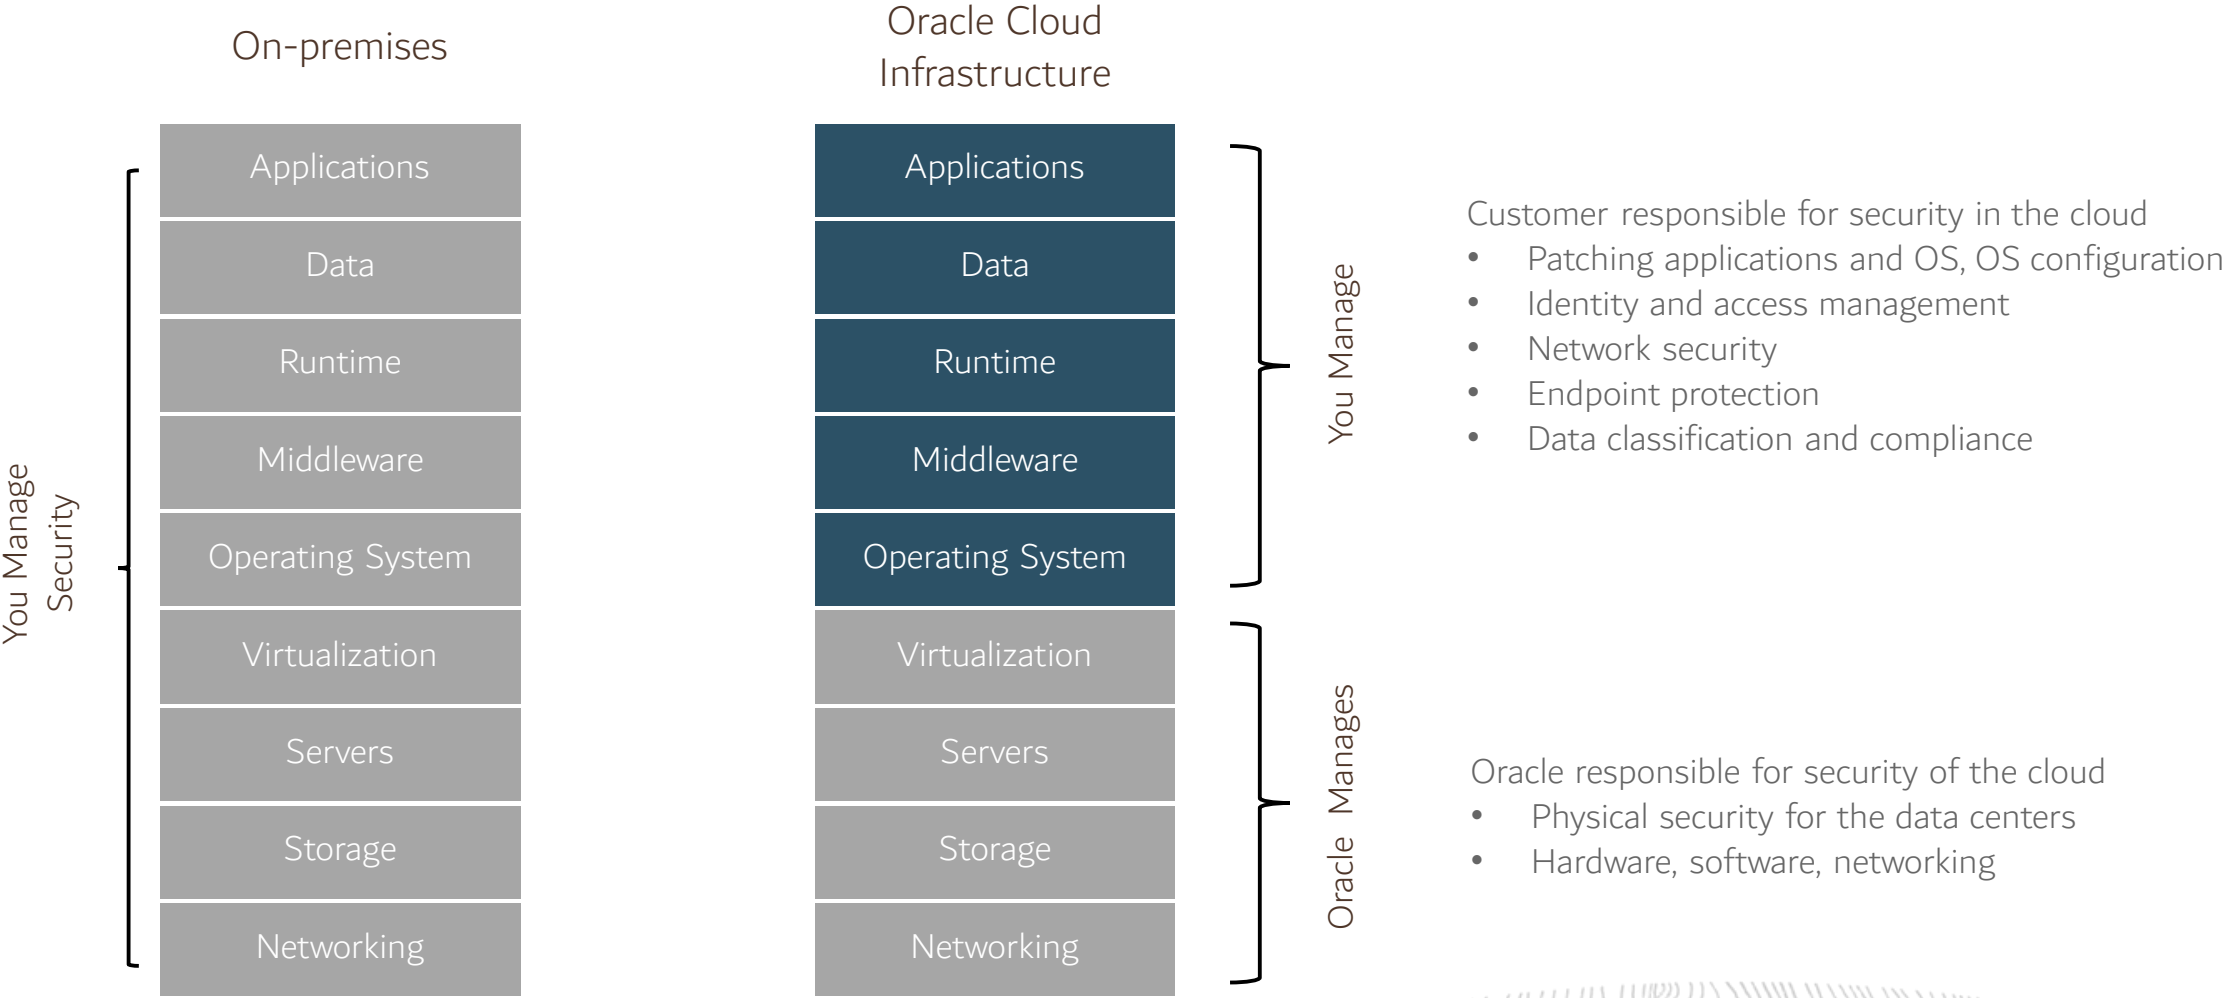 On-premises
Oracle Cloud
Infrastructure
You Manage
Security
Applications
Data
Runtime
Middleware
Operating System
Virtualization
Servers
Storage
Networking
Applications
Data
Runtime
Middleware
Operating System
Virtualization
Servers
Storage
Networking
You Manage
Oracle Manages
Customer responsible for security in the cloud
• Patching applications and OS, OS configuration
• Identity and access management
• Network security
• Endpoint protection
• Data classification and compliance
Oracle responsible for security of the cloud
• Physical security for the data centers
• Hardware, software, networking